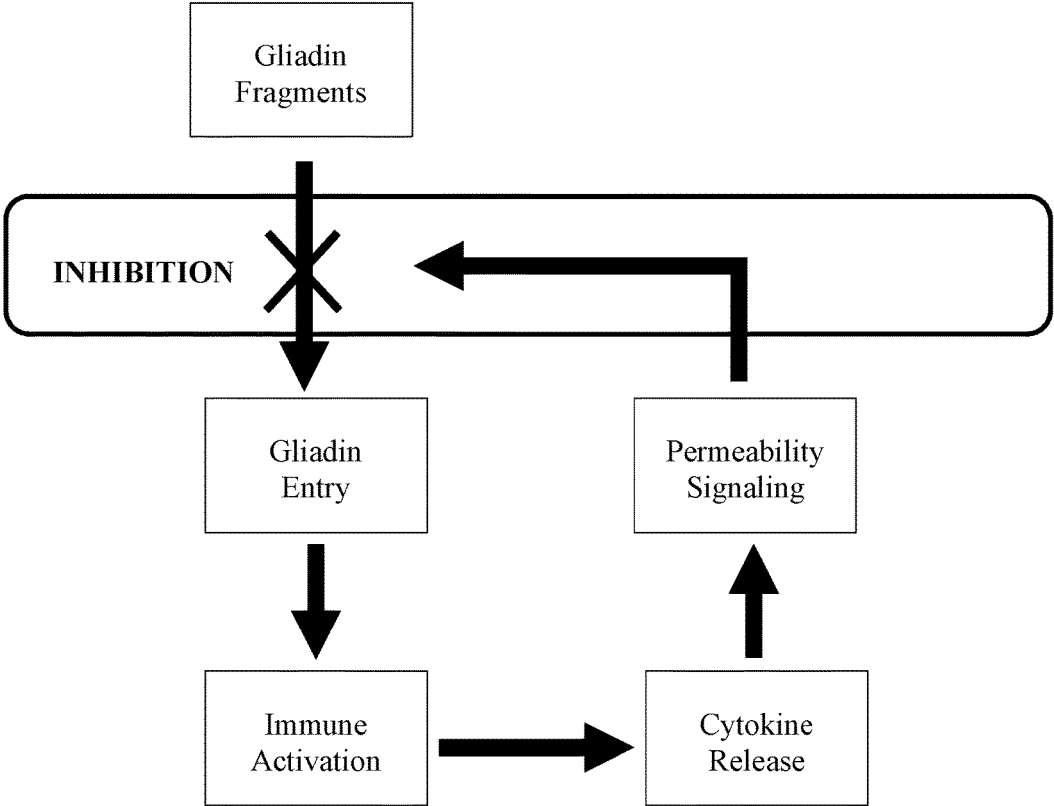 Gliadin
Fragments
INHIBITION
Gliadin
Entry
Permeability
Signaling
Immune
Activation
Cytokine
Release